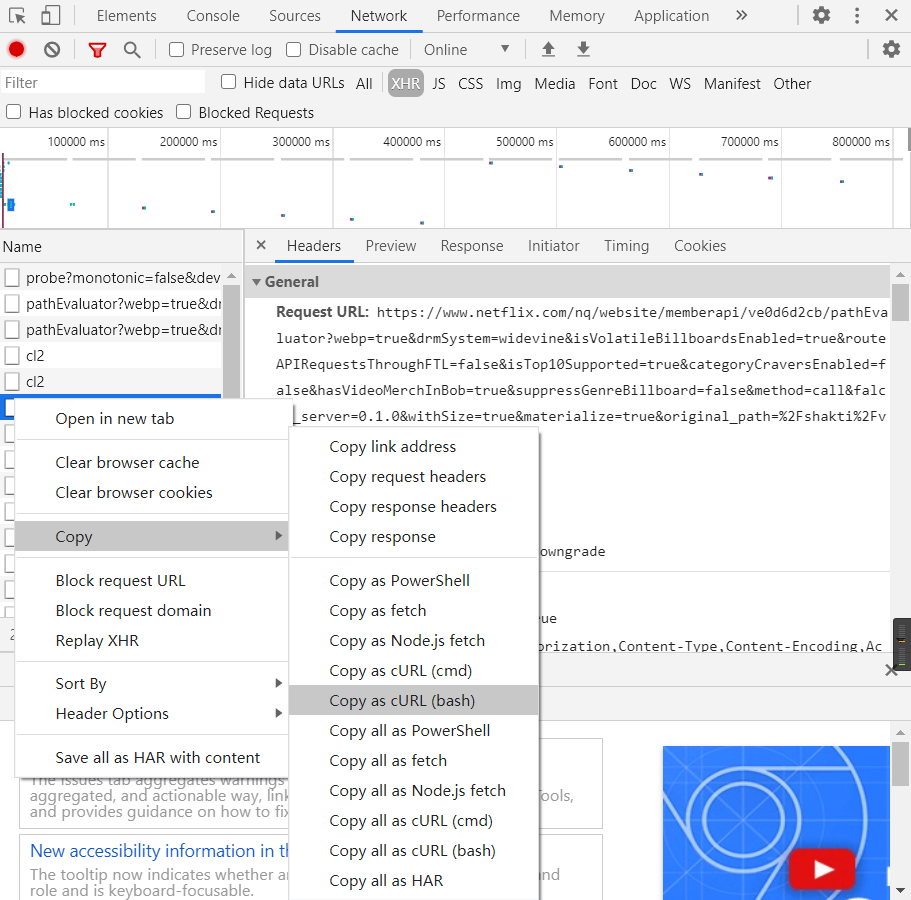 Elements Console Sources Network Performance Memory Application »
Preserve log Disable cache Online
Filter Hide data URLs All XHR JS CSS Img Media Font Doc WS Manifest Other
Has blocked cookies Blocked Requests
100000 ms 200000 ms 300000 ms 400000 ms 500000 ms 600000 ms 700000 ms 800000 ms
Name
Headers Preview Response Initiator Timing Cookies
probe?monotonic=false&dev
pathEvaluator?webp=true&dr
pathEvaluator?webp=true&dr
cl2
cl2
General
Request URL: https://www.netflix.com/nq/website/memberapi/ve0d6d2cb/pathEva
luator?webp=true&drmSystem=widevine&isVolatileBillboardsEnabled=true&route
APIRequestsThroughFTL=false&isTop10Supported=true&categoryCraversEnabled=f
alse&hasVideoMerchInBob=true&suppressGenreBillboard=false&method=call&falc
_server=0.1.0&withSize=true&materialize=true&original_path=%2Fshakti%2Fv
owngrade
ue
orization,Content-Type,Content-Encoding,Ac
Open in new tab
Clear browser cache
Clear browser cookies
Copy
Block request URL
Block request domain
Replay XHR
Sort By
Header Options
Save all as HAR with content
Copy link address
Copy request headers
Copy response headers
Copy response
Copy as PowerShell
Copy as fetch
Copy as Node.js fetch
Copy as cURL (cmd)
Copy as cURL (bash)
Copy all as PowerShell
Copy all as fetch
Copy all as Node.js fetch
Copy all as cURL (cmd)
Copy all as cURL (bash)
Copy all as HAR
The issues tab aggregates warnings
aggregated, and actionable way, link ools,
and provides guidance on how to fix
New accessibility information in th
The tooltip now indicates whether a nd
role and is keyboard-focusable.